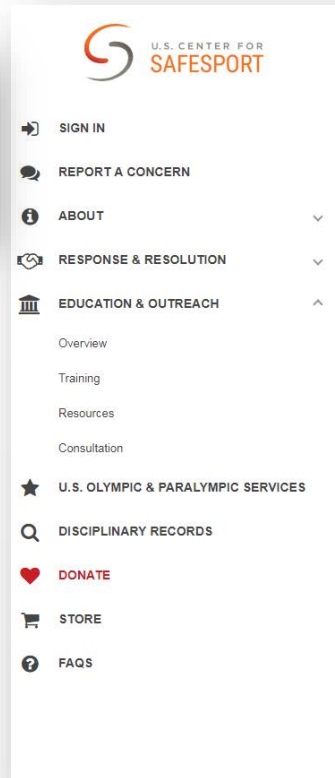 U.S. CENTER FOR
SAFESPORT
SIGN IN
REPORT A CONCERN
ABOUT
RESPONSE & RESOLUTION
EDUCATION & OUTREACH
Overview
Training
Resources
Consultation
U.S. OLYMPIC & PARALYMPIC SERVICES
DISCIPLINARY RECORDS
DONATE
STORE
FAQS